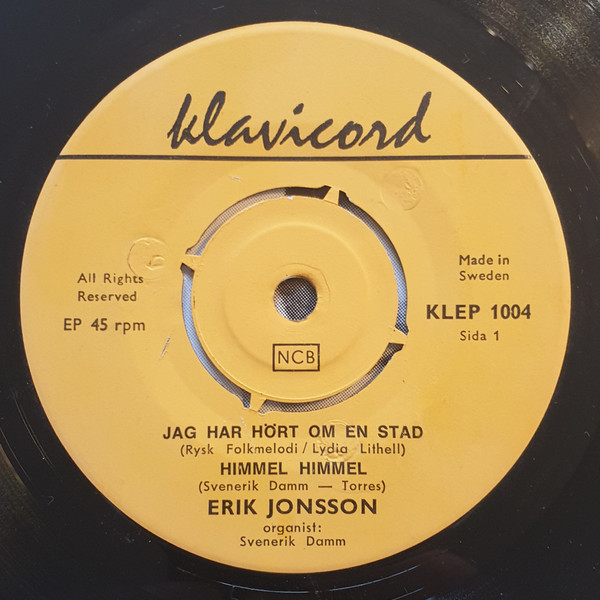 klavicord
All Rights
Reserved
EP 45 rpm
Made in
Sweden
KLEP 1004
Sida 1
NCB
JAG HAR HÖRT OM EN STAD
(Rysk Folkmelodi / Lydia Lithell)
HIMMEL HIMMEL
(Svenerik Damm — Torres)
ERIK JONSSON
organist:
Svenerik Damm